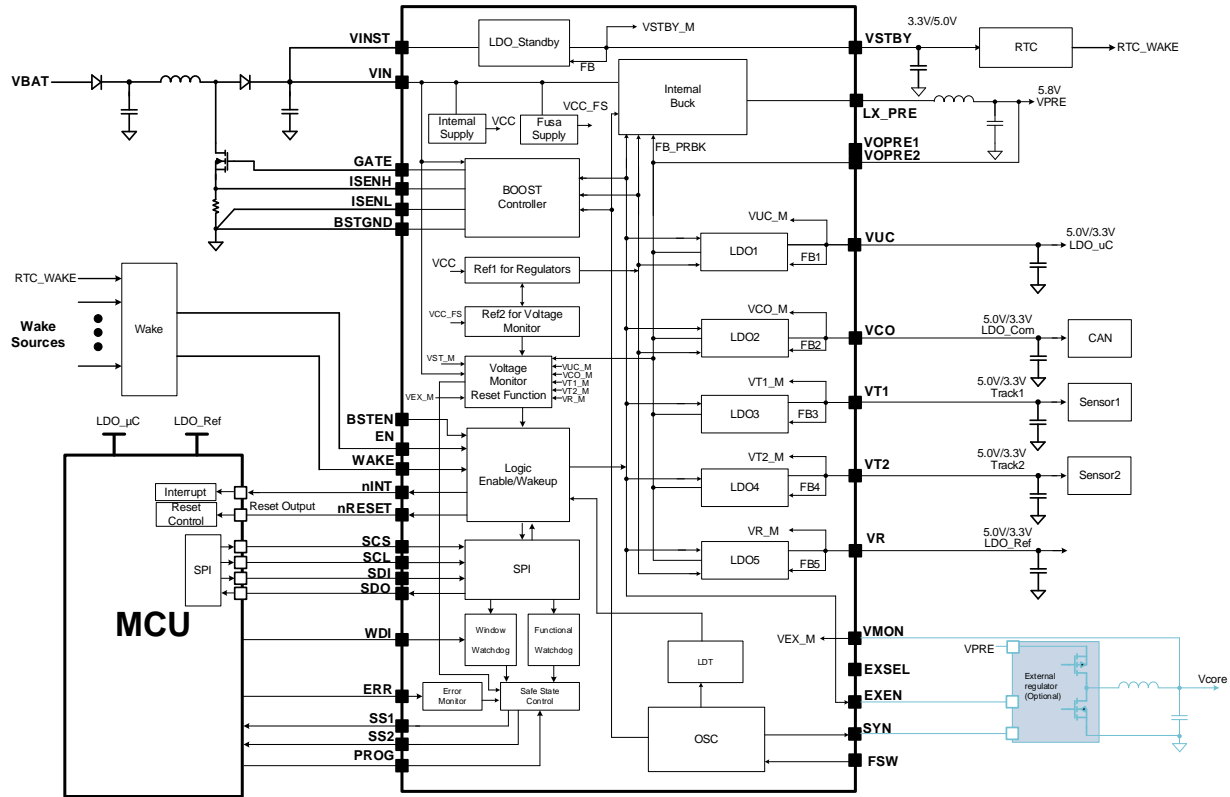 VBAT
VINST
VIN
GATE
ISENH
ISENL
BSTGND
LDO_Standby
VSTBY_M
FB
Internal
Supply
VCC
Fusa
Supply
VCC_FS
Internal
Buck
FB_PRBK
BOOST
Controller
VSTBY
3.3V/5.0V
RTC
RTC_WAKE
LX_PRE
5.8V
VPRE
VOPRE1
VOPRE2
VUC_M
LDO1
FB1
VUC
5.0V/3.3V
LDO_uC
VCC
Ref1 for Regulators
VCC_FS
Ref2 for Voltage
Monitor
VST_M
VEX_M
Voltage
Monitor
Reset Function
VUC_M
VCO_M
VT1_M
VT2_M
VR_M
VCO_M
LDO2
FB2
VCO
5.0V/3.3V
LDO_Com
CAN
VT1_M
LDO3
FB3
VT1
5.0V/3.3V
Track1
Sensor1
VT2_M
LDO4
FB4
VT2
5.0V/3.3V
Track2
Sensor2
VR_M
LDO5
FB5
VR
5.0V/3.3V
LDO_Ref
RTC_WAKE
Wake
Sources
Wake
BSTEN
EN
WAKE
nINT
nRESET
Logic
Enable/Wakeup
LDO_µC
LDO_Ref
Interrupt
Reset
Control
Reset Output
SPI
MCU
SCS
SCL
SDI
SDO
SPI
WDI
Window
Watchdog
Functional
Watchdog
ERR
Error
Monitor
Safe State
Control
SS1
SS2
PROG
LDT
OSC
VEX_M
VMON
EXSEL
EXEN
SYN
FSW
VPRE
External
regulator
(Optional)
Vcore